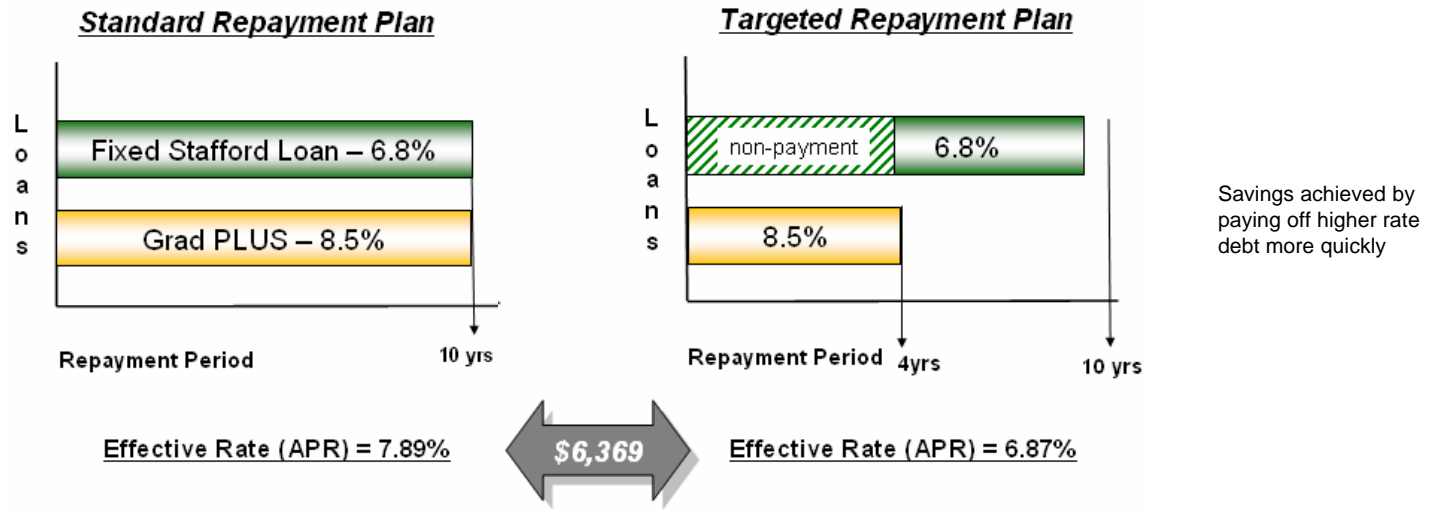 Standard Repayment Plan
Loans
Fixed Stafford Loan – 6.8%
Grad PLUS – 8.5%
Repayment Period
10 yrs
Effective Rate (APR) = 7.89%
$6,369
Targeted Repayment Plan
Loans
non-payment
6.8%
8.5%
Repayment Period
4yrs
10 yrs
Effective Rate (APR) = 6.87%
Savings achieved by
paying off higher rate
debt more quickly